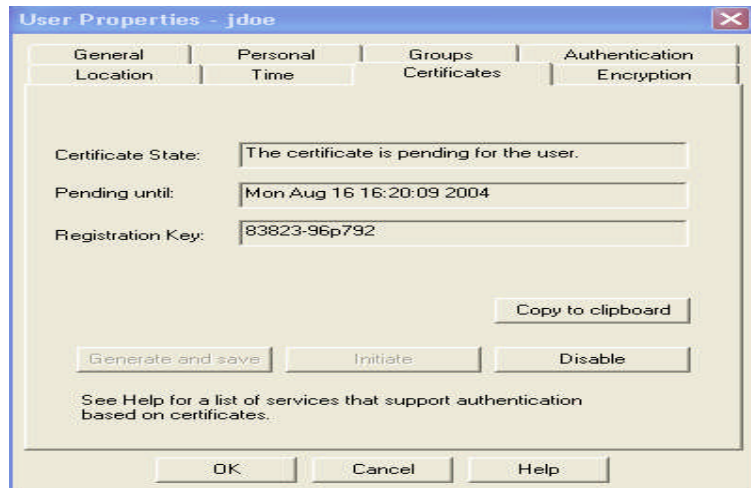 User Properties - jdoe
General Personal Groups Authentication
Location Time Certificates Encryption
Certificate State: The certificate is pending for the user.
Pending until: Mon Aug 16 16:20:09 2004
Registration Key: 83823-96p792
Copy to clipboard
Generate and save Initiate Disable
See Help for a list of services that support authentication
based on certificates.
OK Cancel Help